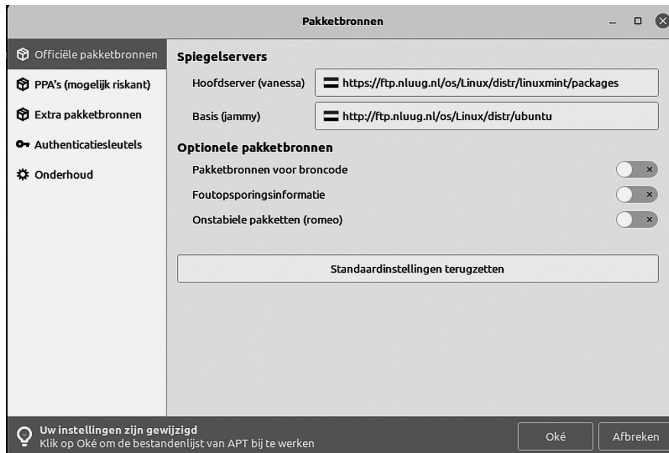 Pakketbronnen
Officiële pakketbronnen
PPA's (mogelijk riskant)
Extra pakketbronnen
Authenticatiesleutels
Onderhoud
Spiegelservers
Hoofdserver (vanessa)
https://ftp.nluug.nl/os/Linux/distr/linuxmint/packages
Basis (jammy)
http://ftp.nluug.nl/os/Linux/distr/ubuntu
Optionele pakketbronnen
Pakketbronnen voor broncode
Foutopsporingsinformatie
Onstabiele pakketten (romeo)
Standaardinstellingen terugzetten
Uw instellingen zijn gewijzigd
Klik op Oké om de bestandenlijst van APT bij te werken
Oké
Afbreken